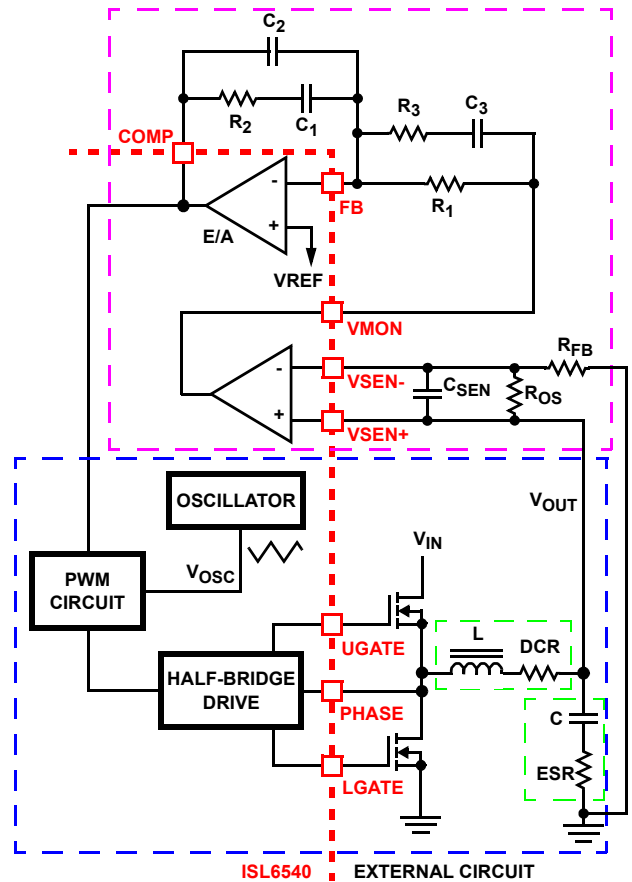 C2
R2
C1
R3
C3
R1
COMP
-
+
E/A
FB
VREF
VMON
-
+
VSEN-
VSEN+
CSEN
ROS
RFB
OSCILLATOR
VOSC
PWM
CIRCUIT
HALF-BRIDGE
DRIVE
VIN
VOUT
UGATE
PHASE
LGATE
L
DCR
C
ESR
ISL6540
EXTERNAL CIRCUIT